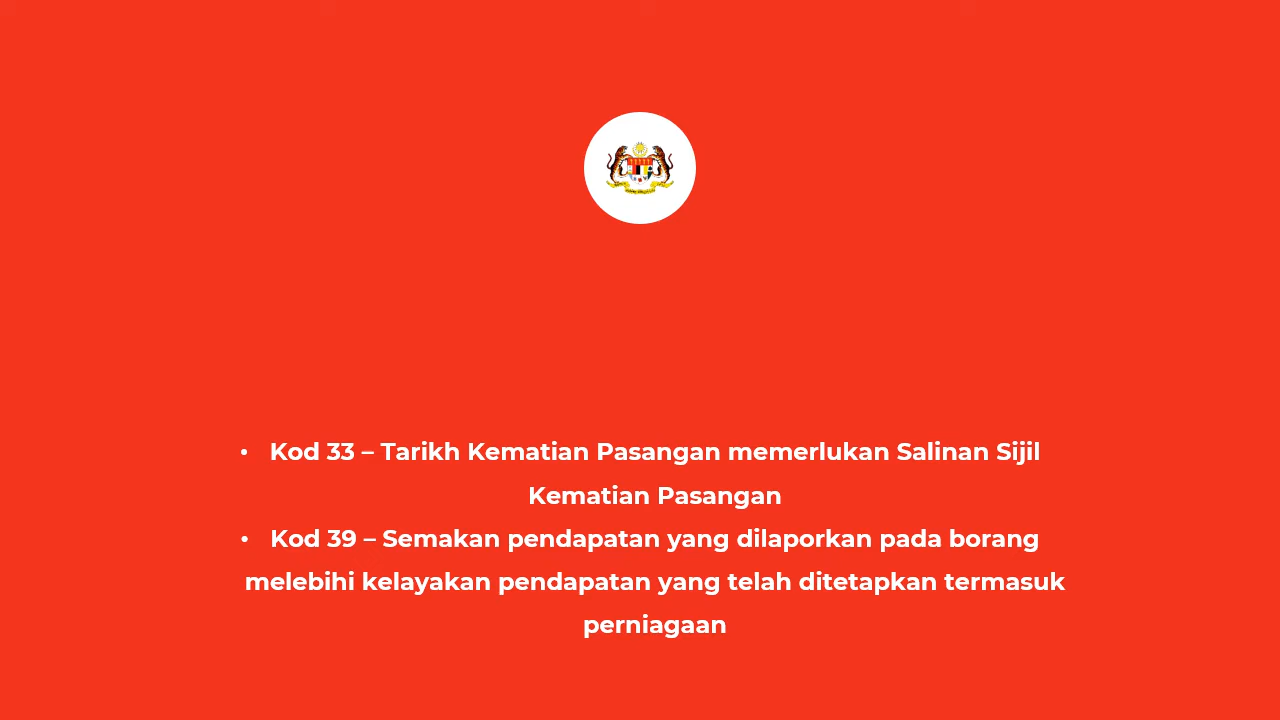 • Kod 33 – Tarikh Kematian Pasangan memerlukan Salinan Sijil
Kematian Pasangan
• Kod 39 – Semakan pendapatan yang dilaporkan pada borang
melebihi kelayakan pendapatan yang telah ditetapkan termasuk
perniagaan